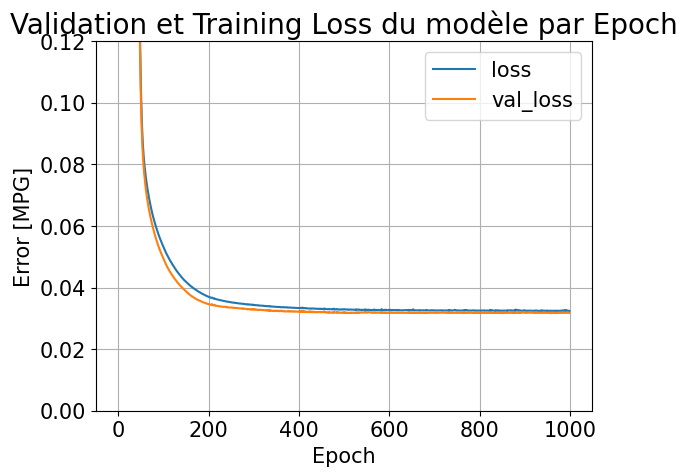 Validation et Training Loss du modèle par Epoch
0.12
0.10
0.08
0.06
0.04
0.02
0.00
Error [MPG]
loss
val_loss
0 200 400 600 800 1000
Epoch